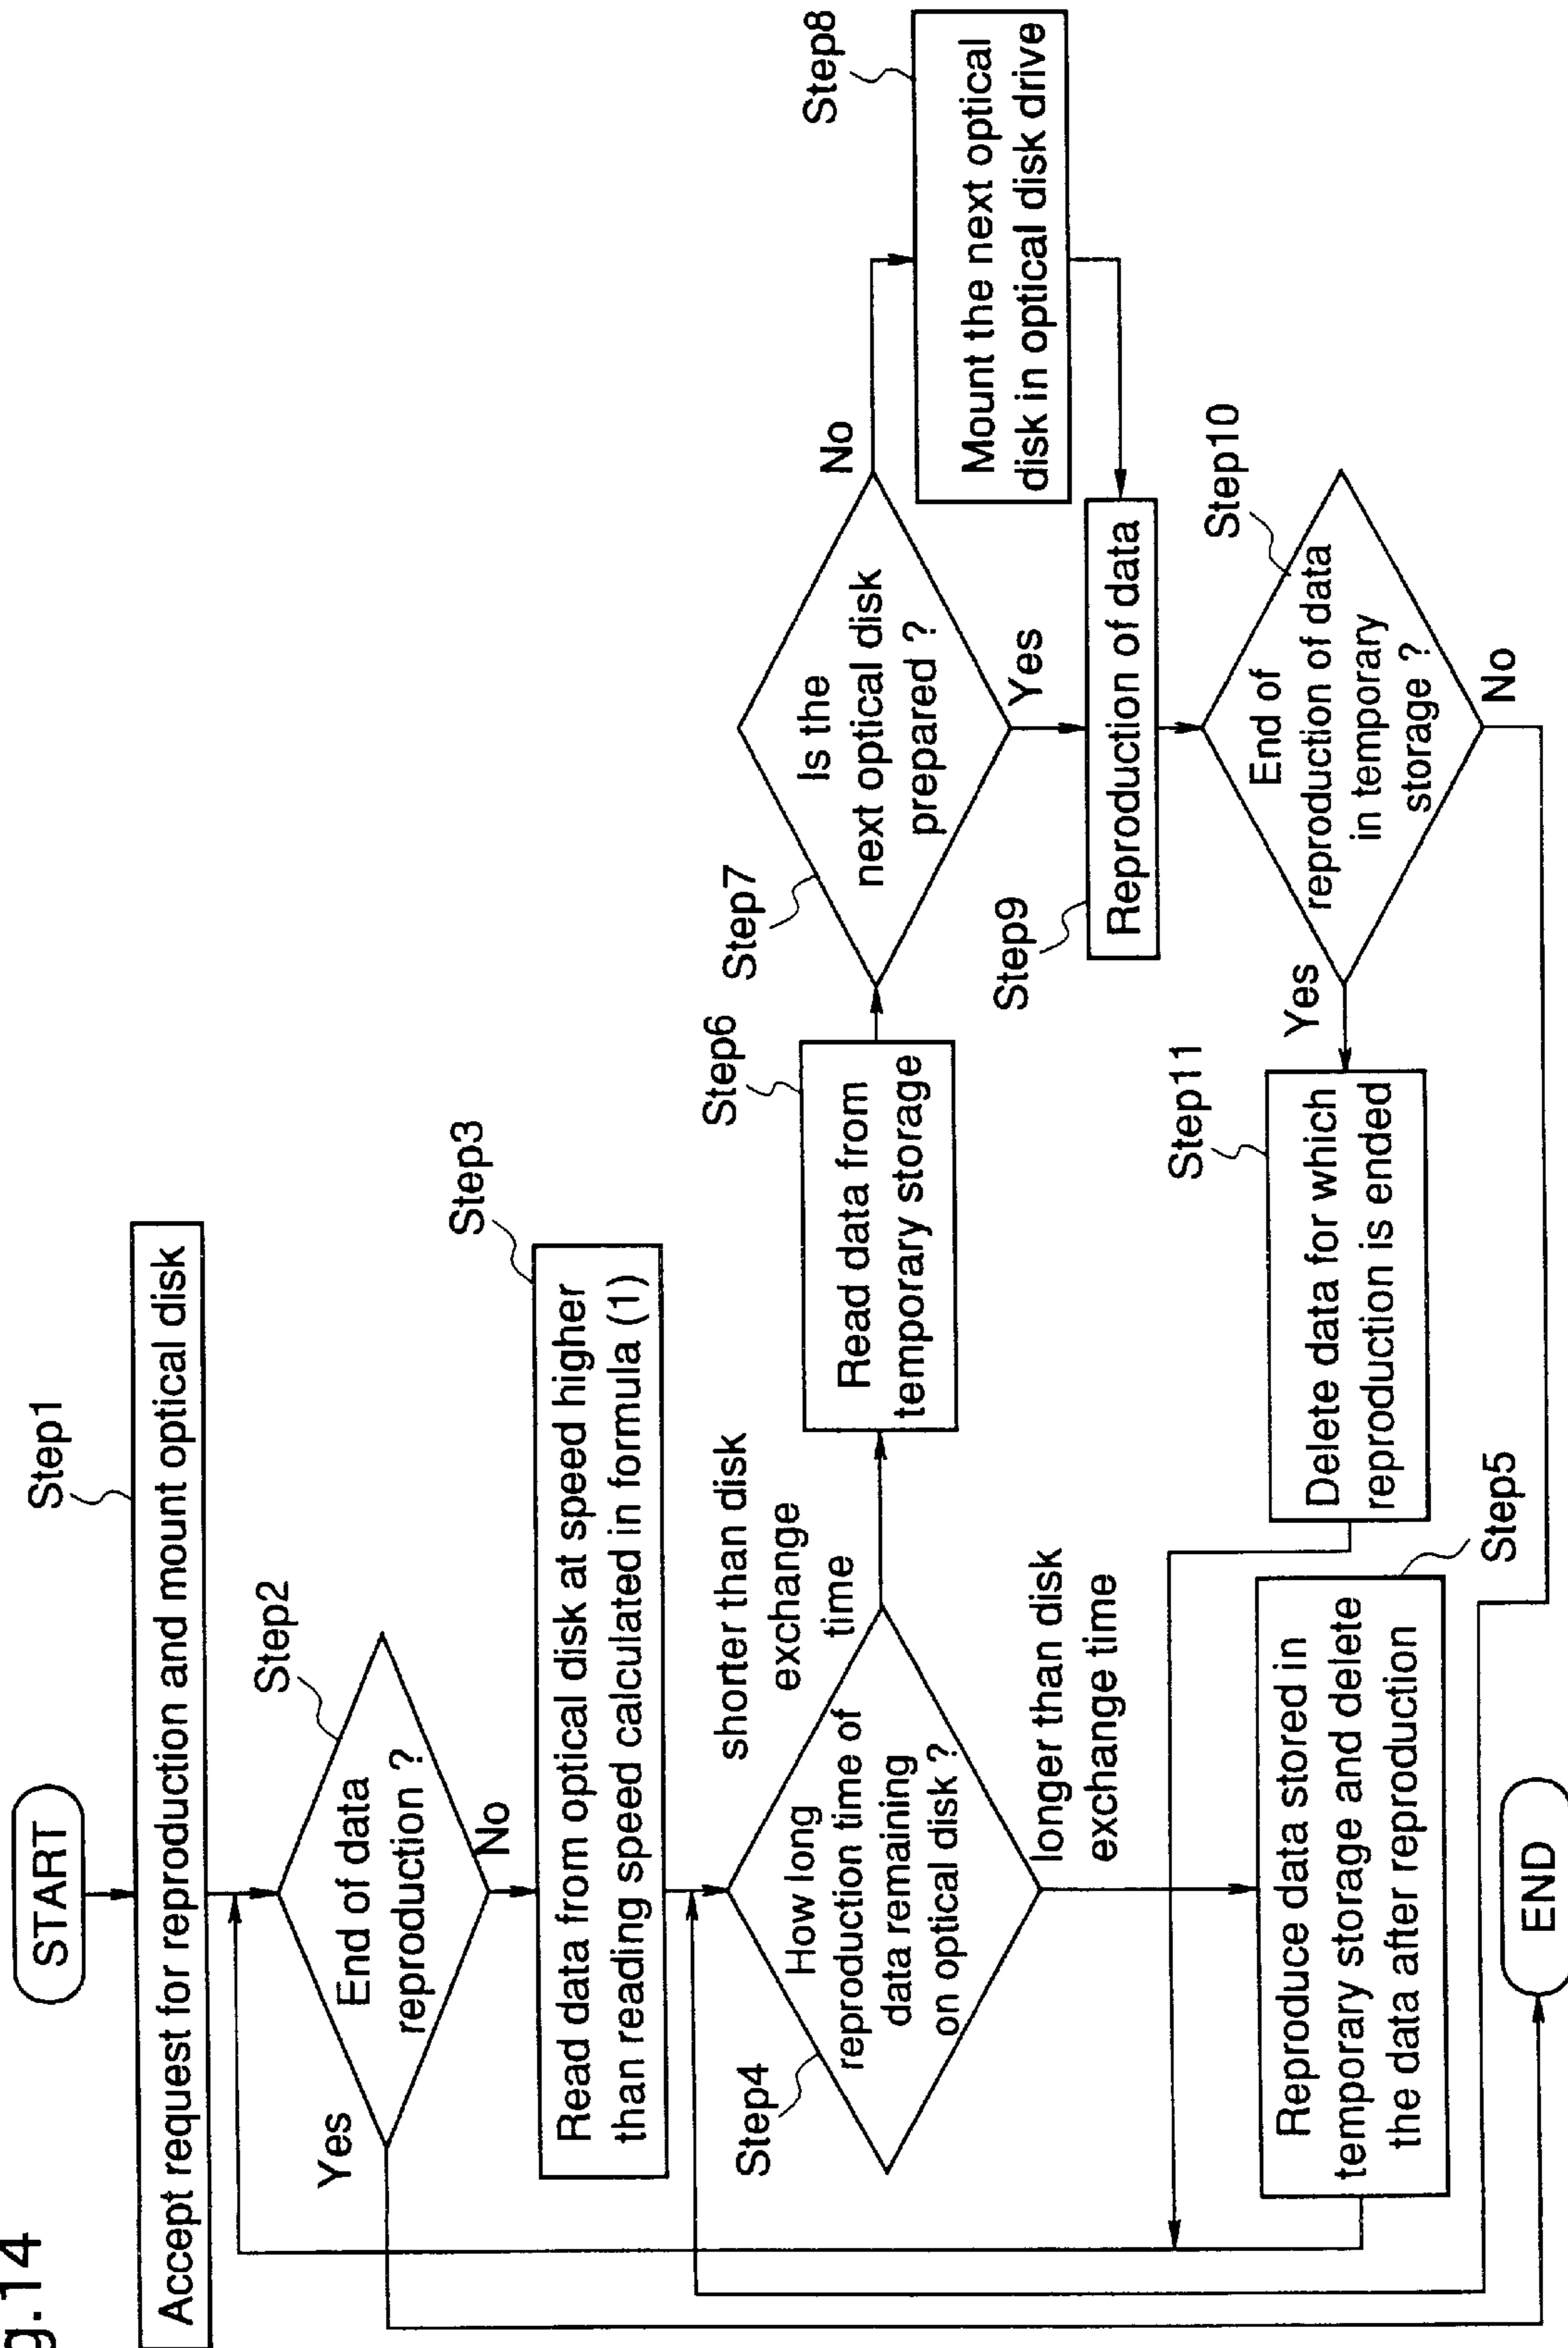 g.14
START
Step1
Accept request for reproduction and mount optical disk
Step2
End of data
reproduction ?
Yes
No
Step3
Read data from optical disk at speed higher
than reading speed calculated in formula (1)
Step4
How long
reproduction time of
data remaining
on optical disk ?
shorter than disk
exchange
time
longer than disk
exchange time
Step5
Reproduce data stored in
temporary storage and delete
the data after reproduction
END
Step6
Read data from
temporary storage
Step7
Is the
next optical disk
prepared ?
No
Yes
Step8
Mount the next optical
disk in optical disk drive
Step9
Reproduction of data
Step10
End of
reproduction of data
in temporary
storage ?
Yes
No
Step11
Delete data for which
reproduction is ended